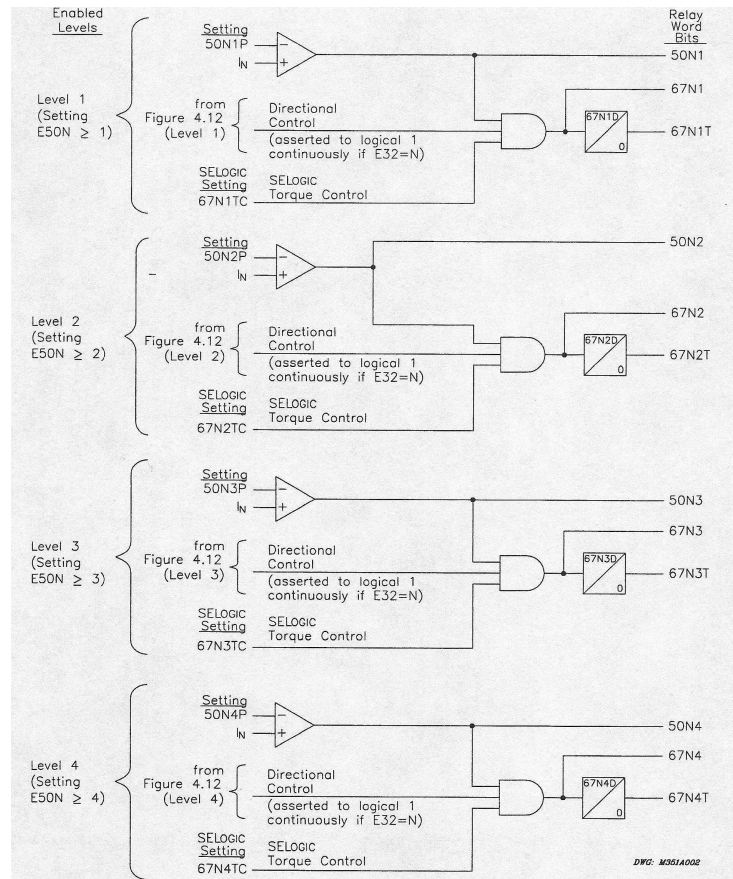 Enabled
Levels
Relay
Word
Bits
Level 1
(Setting
E50N ≥ 1)
Setting
50N1P
−
IN
+
from
Figure 4.12
(Level 1)
Directional
Control
(asserted to logical 1
continuously if E32=N)
SELOGIC
Setting
67N1TC
SELOGIC
Torque Control
50N1
67N1
67N1D
0
67N1T
Level 2
(Setting
E50N ≥ 2)
Setting
50N2P
−
IN
+
from
Figure 4.12
(Level 2)
Directional
Control
(asserted to logical 1
continuously if E32=N)
SELOGIC
Setting
67N2TC
SELOGIC
Torque Control
50N2
67N2
67N2D
0
67N2T
Level 3
(Setting
E50N ≥ 3)
Setting
50N3P
−
IN
+
from
Figure 4.12
(Level 3)
Directional
Control
(asserted to logical 1
continuously if E32=N)
SELOGIC
Setting
67N3TC
SELOGIC
Torque Control
50N3
67N3
67N3D
0
67N3T
Level 4
(Setting
E50N ≥ 4)
Setting
50N4P
−
IN
+
from
Figure 4.12
(Level 4)
Directional
Control
(asserted to logical 1
continuously if E32=N)
SELOGIC
Setting
67N4TC
SELOGIC
Torque Control
50N4
67N4
67N4D
0
67N4T
DWG: M351A002